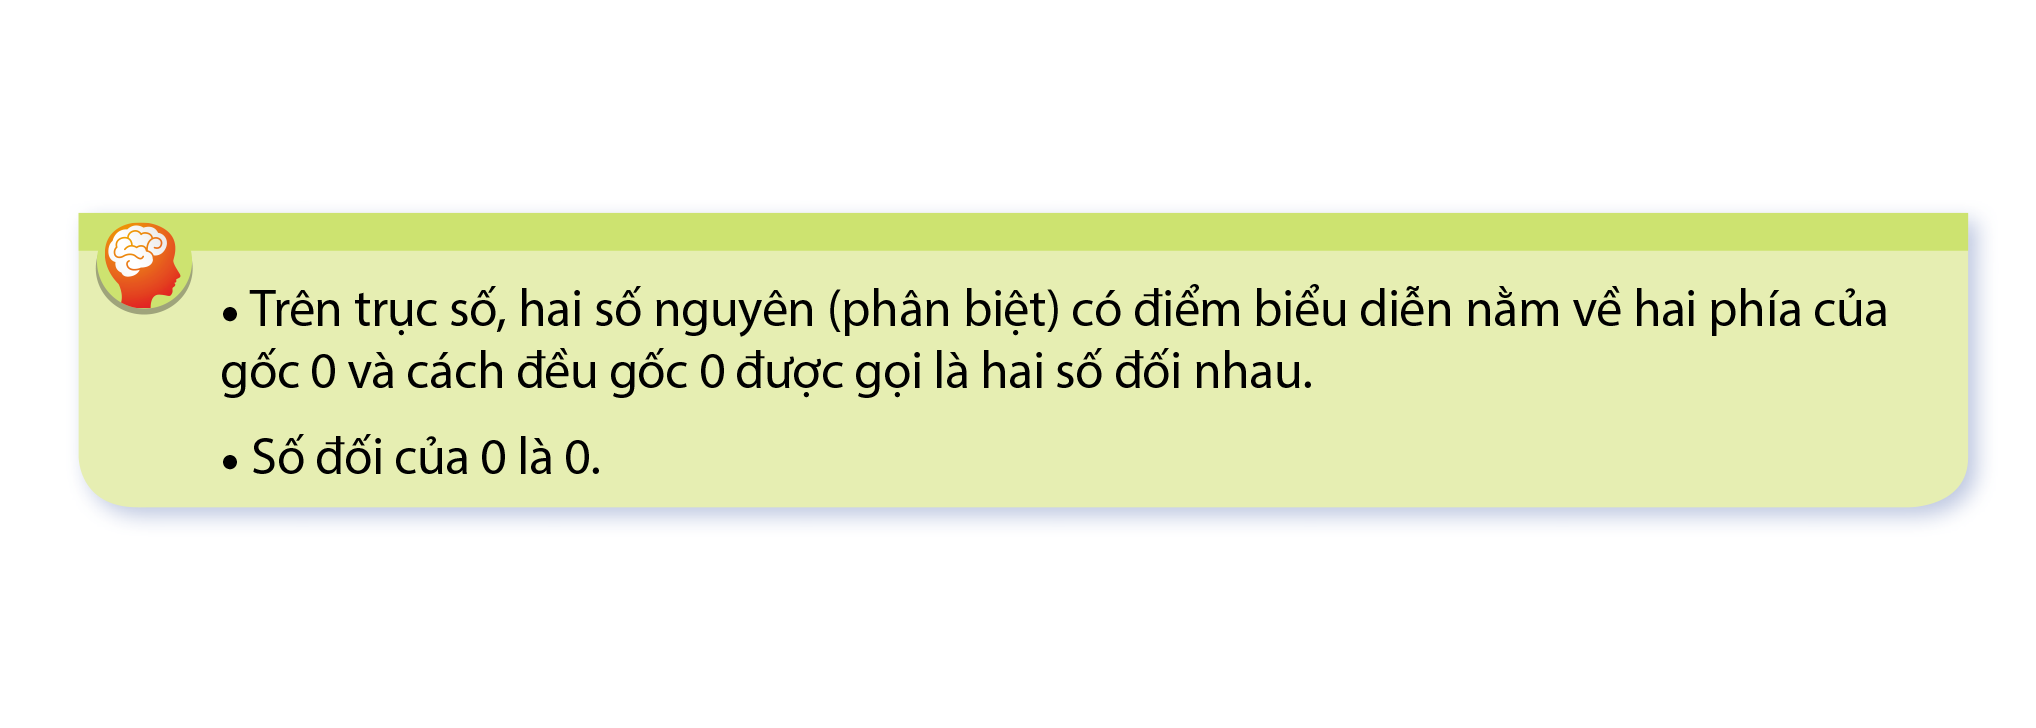 • Trên trục số, hai số nguyên (phân biệt) có điểm biểu diễn nằm về hai phía của
gốc 0 và cách đều gốc 0 được gọi là hai số đối nhau.
• Số đối của 0 là 0.